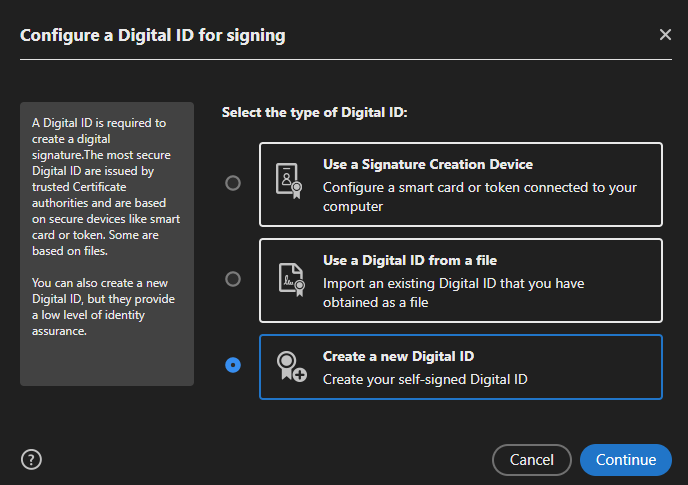 Configure a Digital ID for signing
A Digital ID is required to
create a digital
signature.The most secure
Digital ID are issued by
trusted Certificate
authorities and are based
on secure devices like smart
card or token. Some are
based on files.
You can also create a new
Digital ID, but they provide
a low level of identity
assurance.
Select the type of Digital ID:
Use a Signature Creation Device
Configure a smart card or token connected to your
computer
Use a Digital ID from a file
Import an existing Digital ID that you have
obtained as a file
Create a new Digital ID
Create your self-signed Digital ID
?
Cancel
Continue